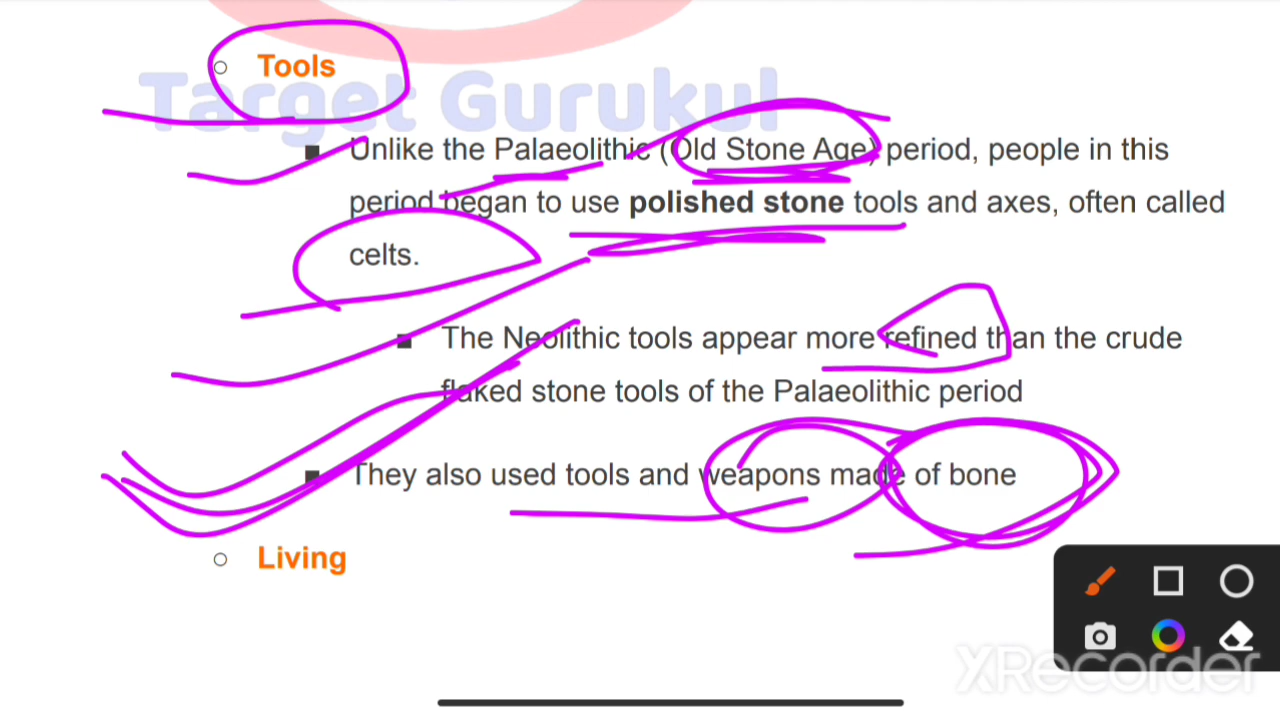 Tools
Target Gurukul
Unlike the Palaeolithic (Old Stone Age) period, people in this
period began to use polished stone tools and axes, often called
celts.
The Neolithic tools appear more refined than the crude
flaked stone tools of the Palaeolithic period
They also used tools and weapons made of bone
Living
XRecorder